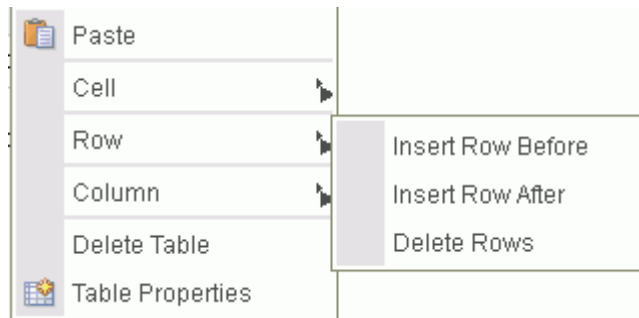 Paste
Cell
Row
Column
Delete Table
Table Properties
Insert Row Before
Insert Row After
Delete Rows